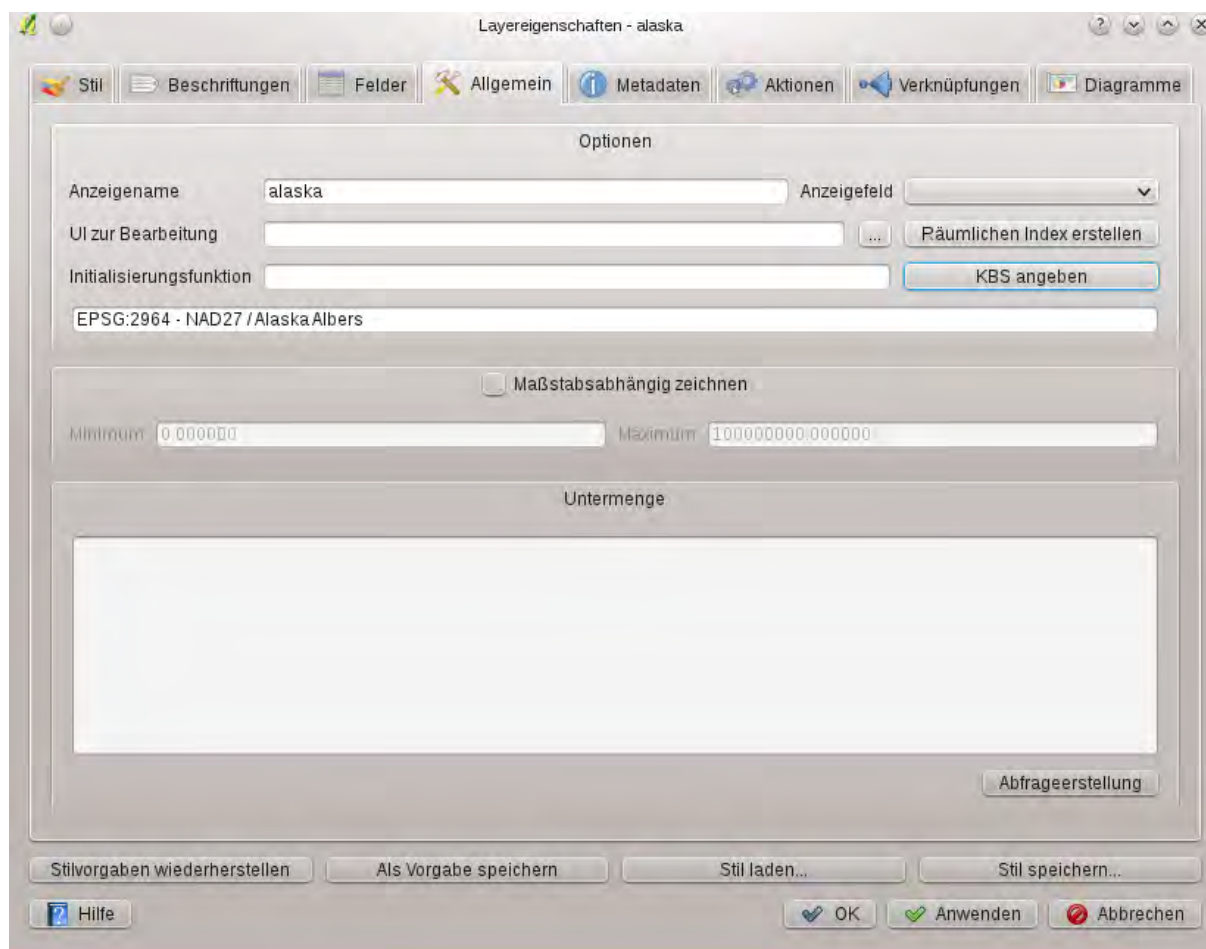 Layereigenschaften - alaska
Stil Beschriftungen Felder Allgemein Metadaten Aktionen Verknüpfungen Diagramme
Optionen
Anzeigename alaska Anzeigefeld
UI zur Bearbeitung ... Räumlichen Index erstellen
Initialisierungsfunktion KBS angeben
EPSG:2964 - NAD27 / Alaska Albers
Maßstabsabhängig zeichnen
Minimum 0.000000 Maximum 100000000.000000
Untermenge
Abfrageerstellung
Stilvorgaben wiederherstellen Als Vorgabe speichern Stil laden... Stil speichern...
Hilfe OK Anwenden Abbrechen